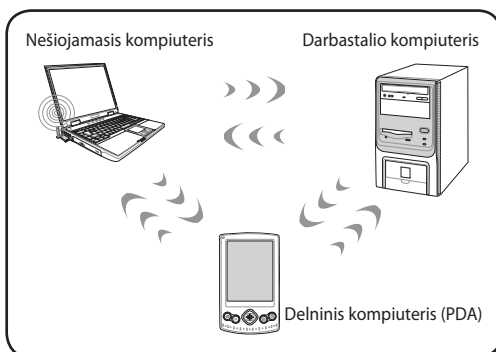 Nešiojamasis kompiuteris
Darbastalio kompiuteris
Delninis kompiuteris (PDA)